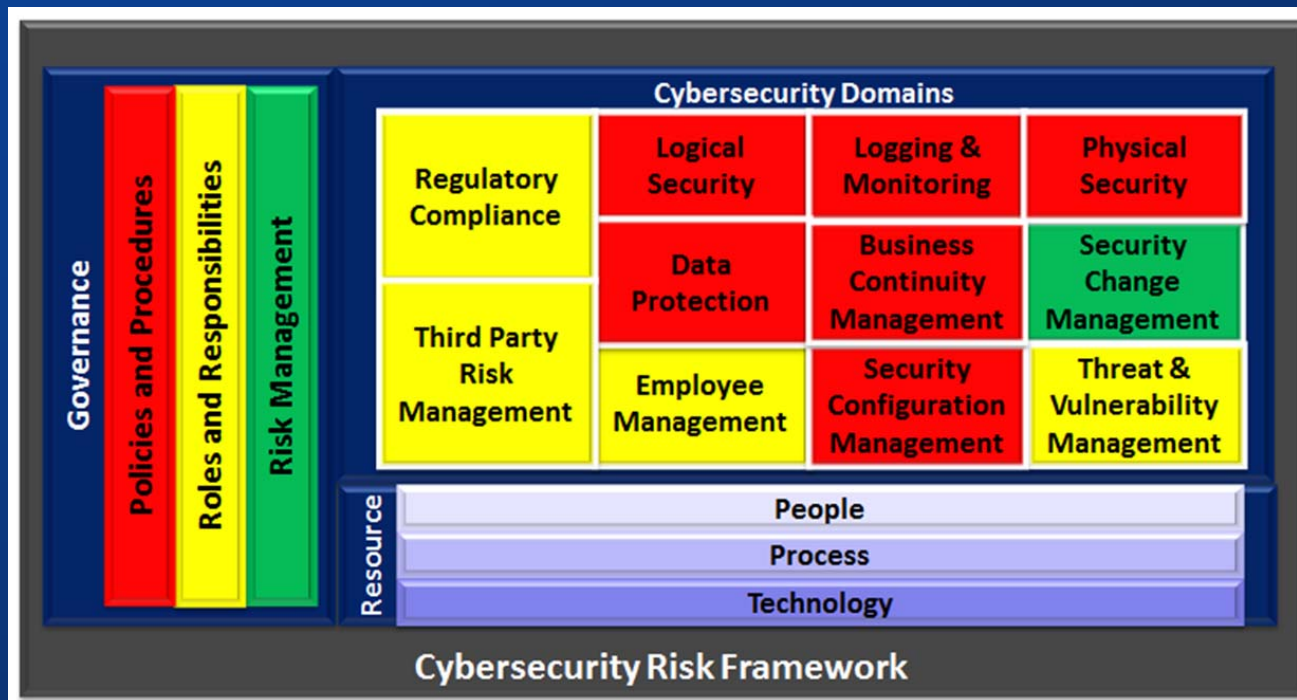 Governance
Policies and Procedures
Roles and Responsibilities
Risk Management
Cybersecurity Domains
Regulatory
Compliance
Third Party
Risk
Management
Logical
Security
Data
Protection
Employee
Management
Logging &
Monitoring
Business
Continuity
Management
Security
Configuration
Management
Physical
Security
Security
Change
Management
Threat &
Vulnerability
Management
Resource
People
Process
Technology
Cybersecurity Risk Framework